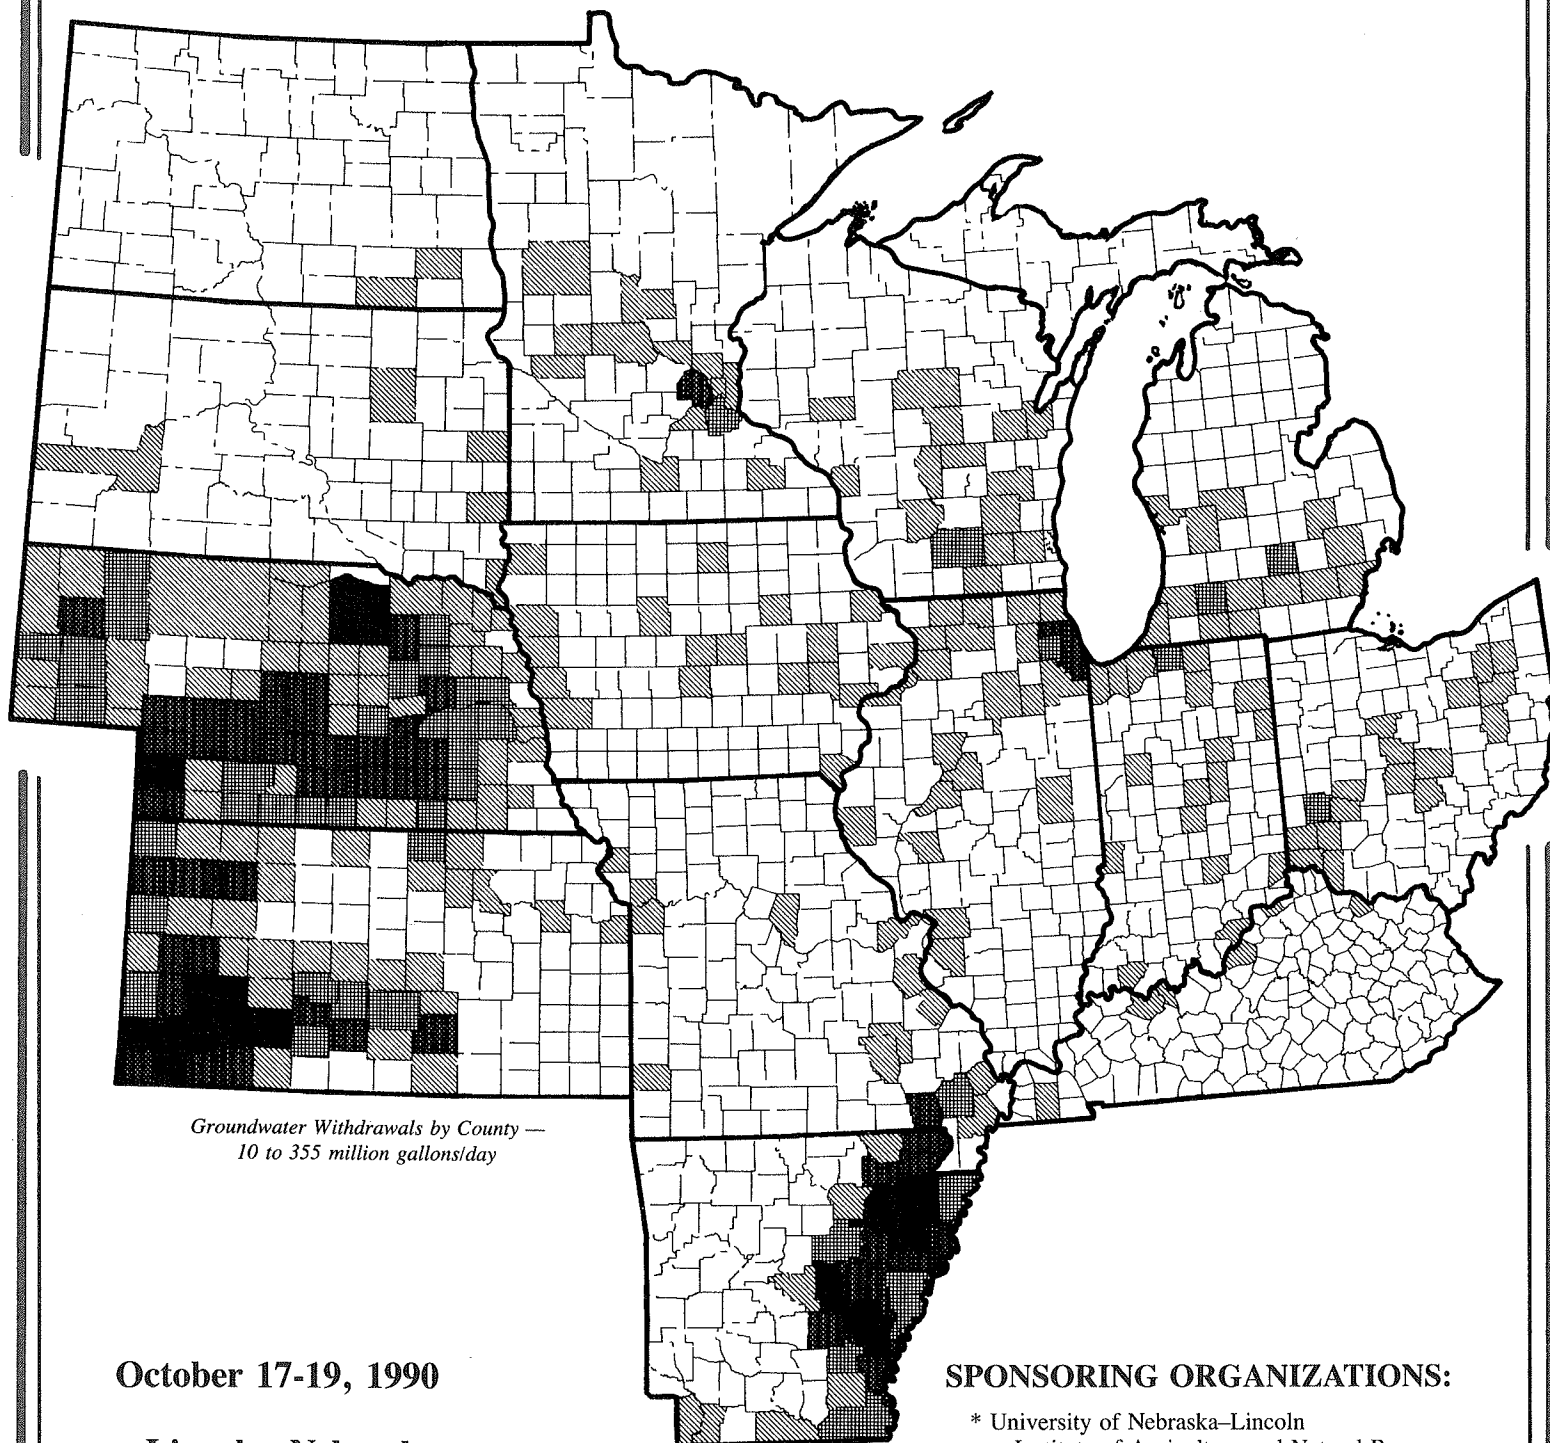 Groundwater Withdrawals by County —
10 to 355 million gallons/day
October 17-19, 1990
SPONSORING ORGANIZATIONS:
* University of Nebraska–Lincoln